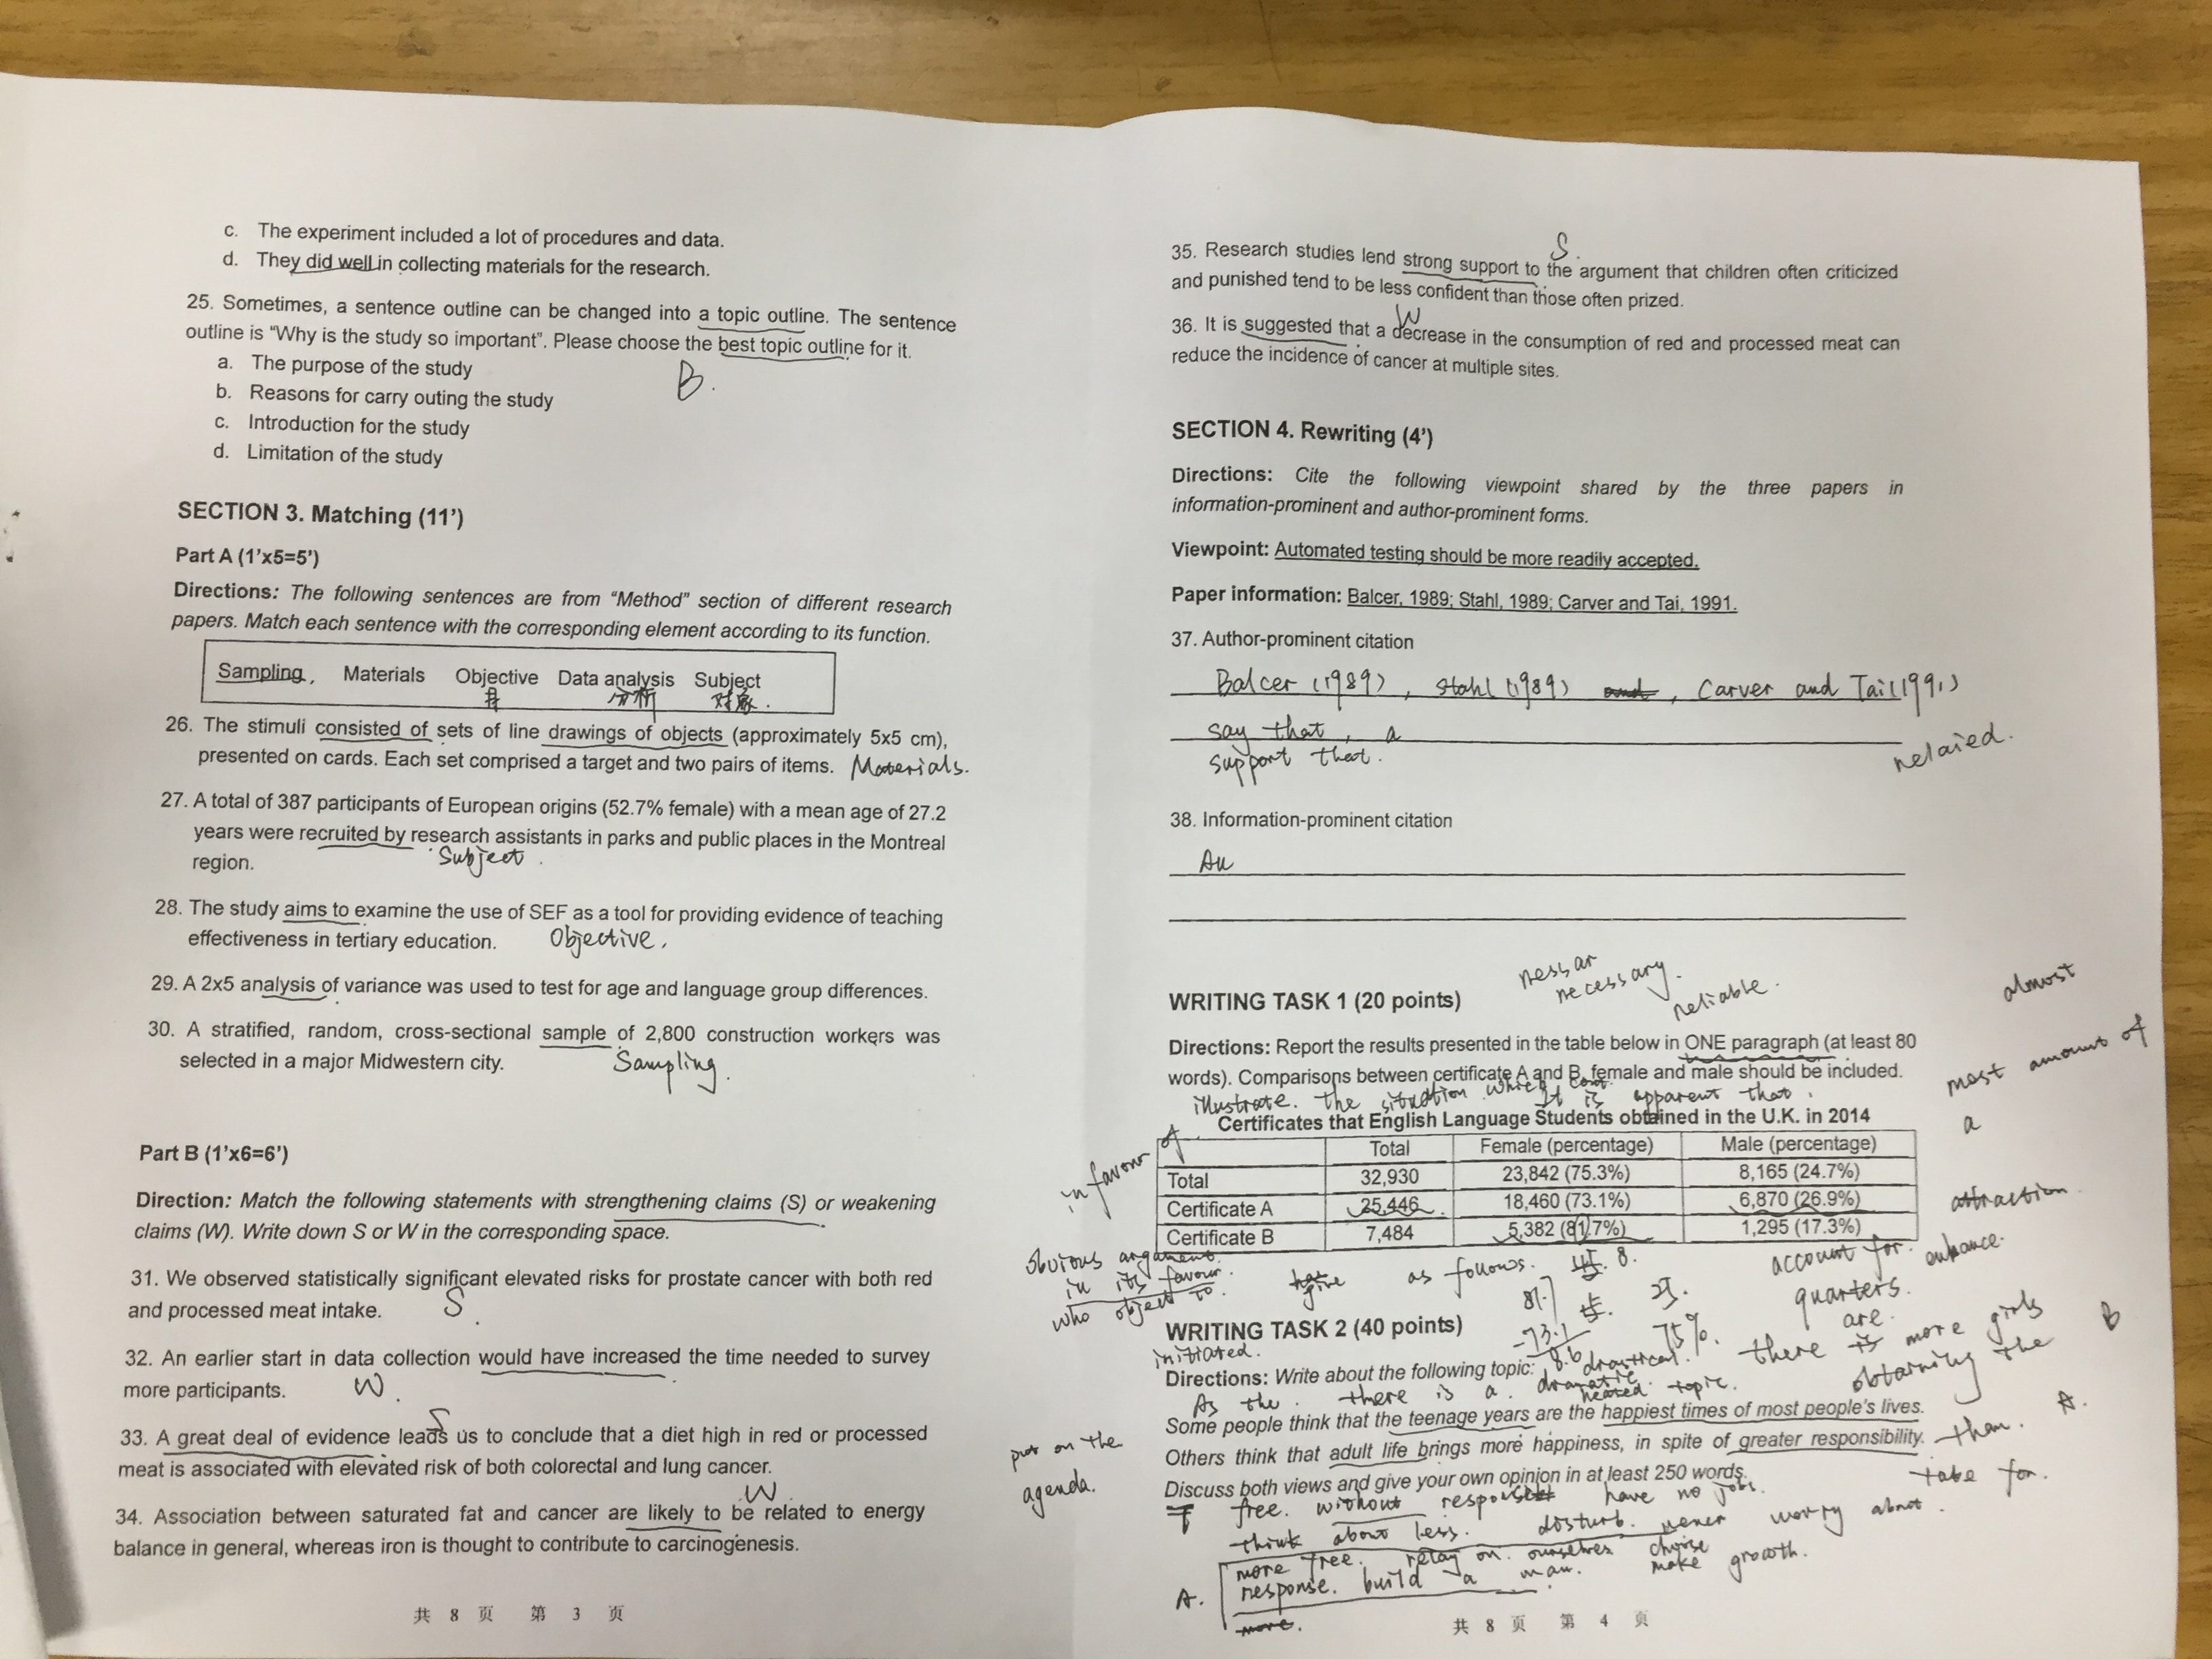 c. The experiment included a lot of procedures and data.
d. They did well in collecting materials for the research.
25. Sometimes, a sentence outline can be changed into a topic outline. The sentence
outline is “Why is the study so important”. Please choose the best topic outline for it.
a. The purpose of the study
B.
b. Reasons for carry outing the study
c. Introduction for the study
d. Limitation of the study
SECTION 3. Matching (11’)
Part A (1’x5=5’)
Directions: The following sentences are from “Method” section of different research
papers. Match each sentence with the corresponding element according to its function.
Sampling, Materials Objective Data analysis Subject
分析 对象.
26. The stimuli consisted of sets of line drawings of objects (approximately 5x5 cm),
presented on cards. Each set comprised a target and two pairs of items. Materials.
27. A total of 387 participants of European origins (52.7% female) with a mean age of 27.2
years were recruited by research assistants in parks and public places in the Montreal
region. Subject.
28. The study aims to examine the use of SEF as a tool for providing evidence of teaching
effectiveness in tertiary education. Objective.
29. A 2x5 analysis of variance was used to test for age and language group differences.
30. A stratified, random, cross-sectional sample of 2,800 construction workers was
selected in a major Midwestern city. Sampling.
Part B (1’x6=6’)
Direction: Match the following statements with strengthening claims (S) or weakening
claims (W). Write down S or W in the corresponding space.
31. We observed statistically significant elevated risks for prostate cancer with both red
and processed meat intake. S.
32. An earlier start in data collection would have increased the time needed to survey
more participants. W.
S
33. A great deal of evidence leads us to conclude that a diet high in red or processed
meat is associated with elevated risk of both colorectal and lung cancer.
W
34. Association between saturated fat and cancer are likely to be related to energy
balance in general, whereas iron is thought to contribute to carcinogenesis.
共 8 页 第 3 页
S.
35. Research studies lend strong support to the argument that children often criticized
and punished tend to be less confident than those often prized.
W
36. It is suggested that a decrease in the consumption of red and processed meat can
reduce the incidence of cancer at multiple sites.
SECTION 4. Rewriting (4’)
Directions: Cite the following viewpoint shared by the three papers in
information-prominent and author-prominent forms.
Viewpoint: Automated testing should be more readily accepted.
Paper information: Balcer, 1989; Stahl, 1989; Carver and Tai, 1991.
37. Author-prominent citation
Balcer (1989), Stahl (1989) and, Carver and Tai (1991)
say that, a
support that.
38. Information-prominent citation
Au
nessar
necessary.
reliable.
almost
WRITING TASK 1 (20 points)
Directions: Report the results presented in the table below in ONE paragraph (at least 80
words). Comparisons between certificate A and B, female and male should be included.
most amount of
illustrate. The situation which
It is apparent that.
Certificates that English Language Students obtained in the U.K. in 2014
a
in favour of
Total Female (percentage) Male (percentage)
Total 32,930 23,842 (75.3%) 8,165 (24.7%)
Certificate A 25,446 18,460 (73.1%) 6,870 (26.9%)
Certificate B 7,484 5,382 (81.7%) 1,295 (17.3%)
attraction
obvious argument.
in its favour.
who object to.
give as follows. 8.
account for. enhance.
quarters.
are.
81.7
-73.1
8.6
75%.
WRITING TASK 2 (40 points)
initiated.
there is more girls
obtaining the B
than. A.
Directions: Write about the following topic:
drastical.
dramatic.
As the. there is a heated topic.
Some people think that the teenage years are the happiest times of most people’s lives.
Others think that adult life brings more happiness, in spite of greater responsibility.
Discuss both views and give your own opinion in at least 250 words.
put on the
agenda.
take for.
T free. without have no jobs.
think about less. disturb. never worry about.
A. more free. relay on. ourselves choise
response. build a man. make growth.
more.
共 8 页 第 4 页